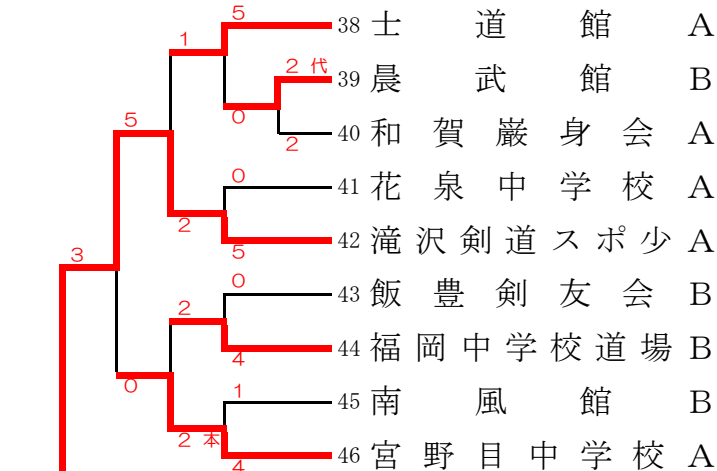 5
38 士道館 A
1
2 代
39 晨武館 B
0
5
2
40 和賀巌身会 A
0
41 花泉中学校 A
2
5
42 滝沢剣道スポ少 A
3
0
43 飯豊剣友会 B
2
4
44 福岡中学校道場 B
0
1
45 南風館 B
2 本
4
46 宮野目中学校 A